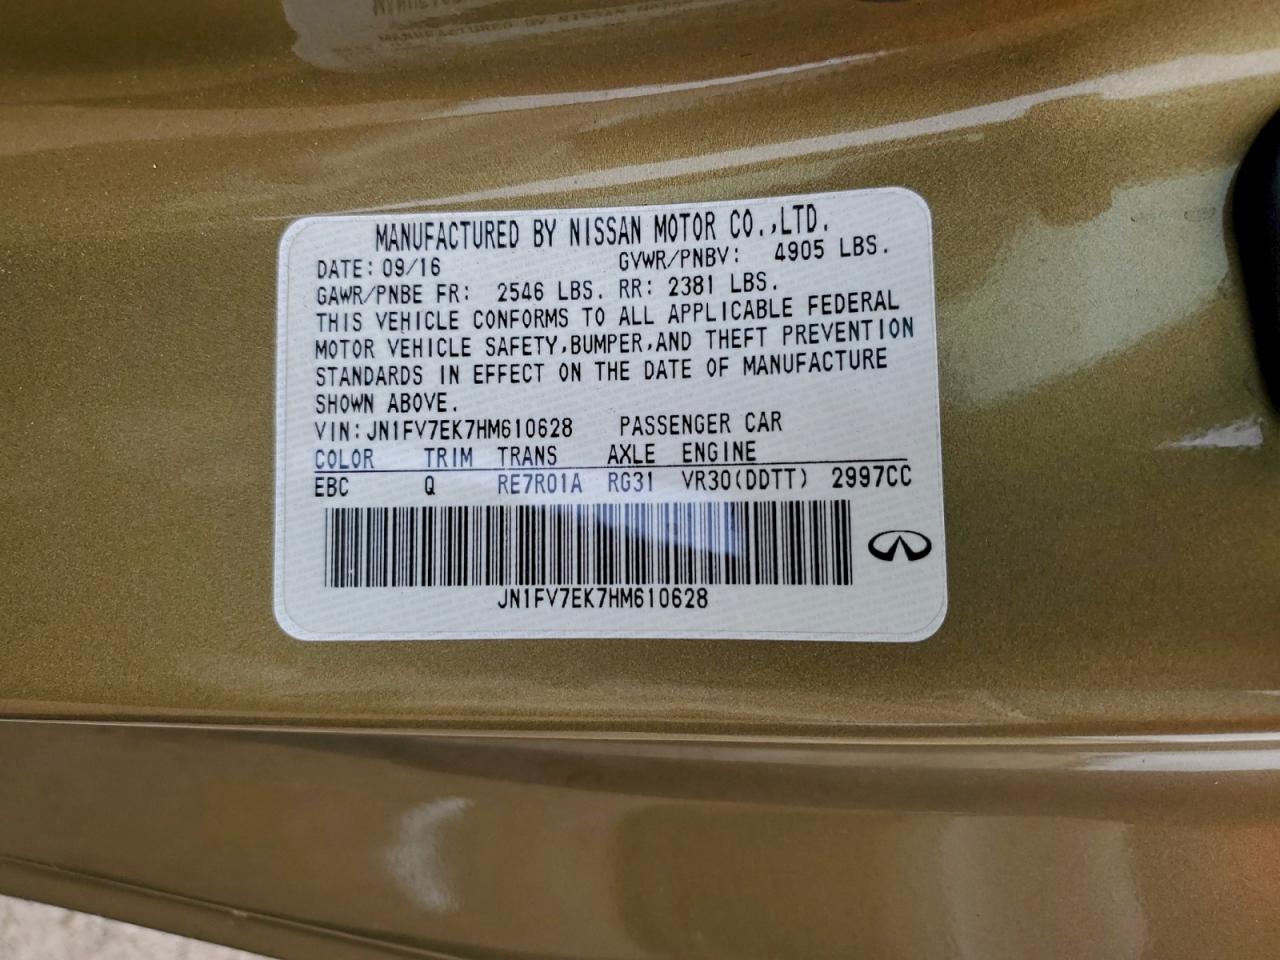 MANUFACTURED BY NISSAN MOTOR CO.,LTD.
DATE: 09/16 GVWR/PNBV: 4905 LBS.
GAWR/PNBE FR: 2546 LBS. RR: 2381 LBS.
THIS VEHICLE CONFORMS TO ALL APPLICABLE FEDERAL
MOTOR VEHICLE SAFETY,BUMPER,AND THEFT PREVENTION
STANDARDS IN EFFECT ON THE DATE OF MANUFACTURE
SHOWN ABOVE.
VIN: JN1FV7EK7HM610628 PASSENGER CAR
COLOR TRIM TRANS AXLE ENGINE
EBC Q RE7R01A RG31 VR30(DDTT) 2997CC
JN1FV7EK7HM610628